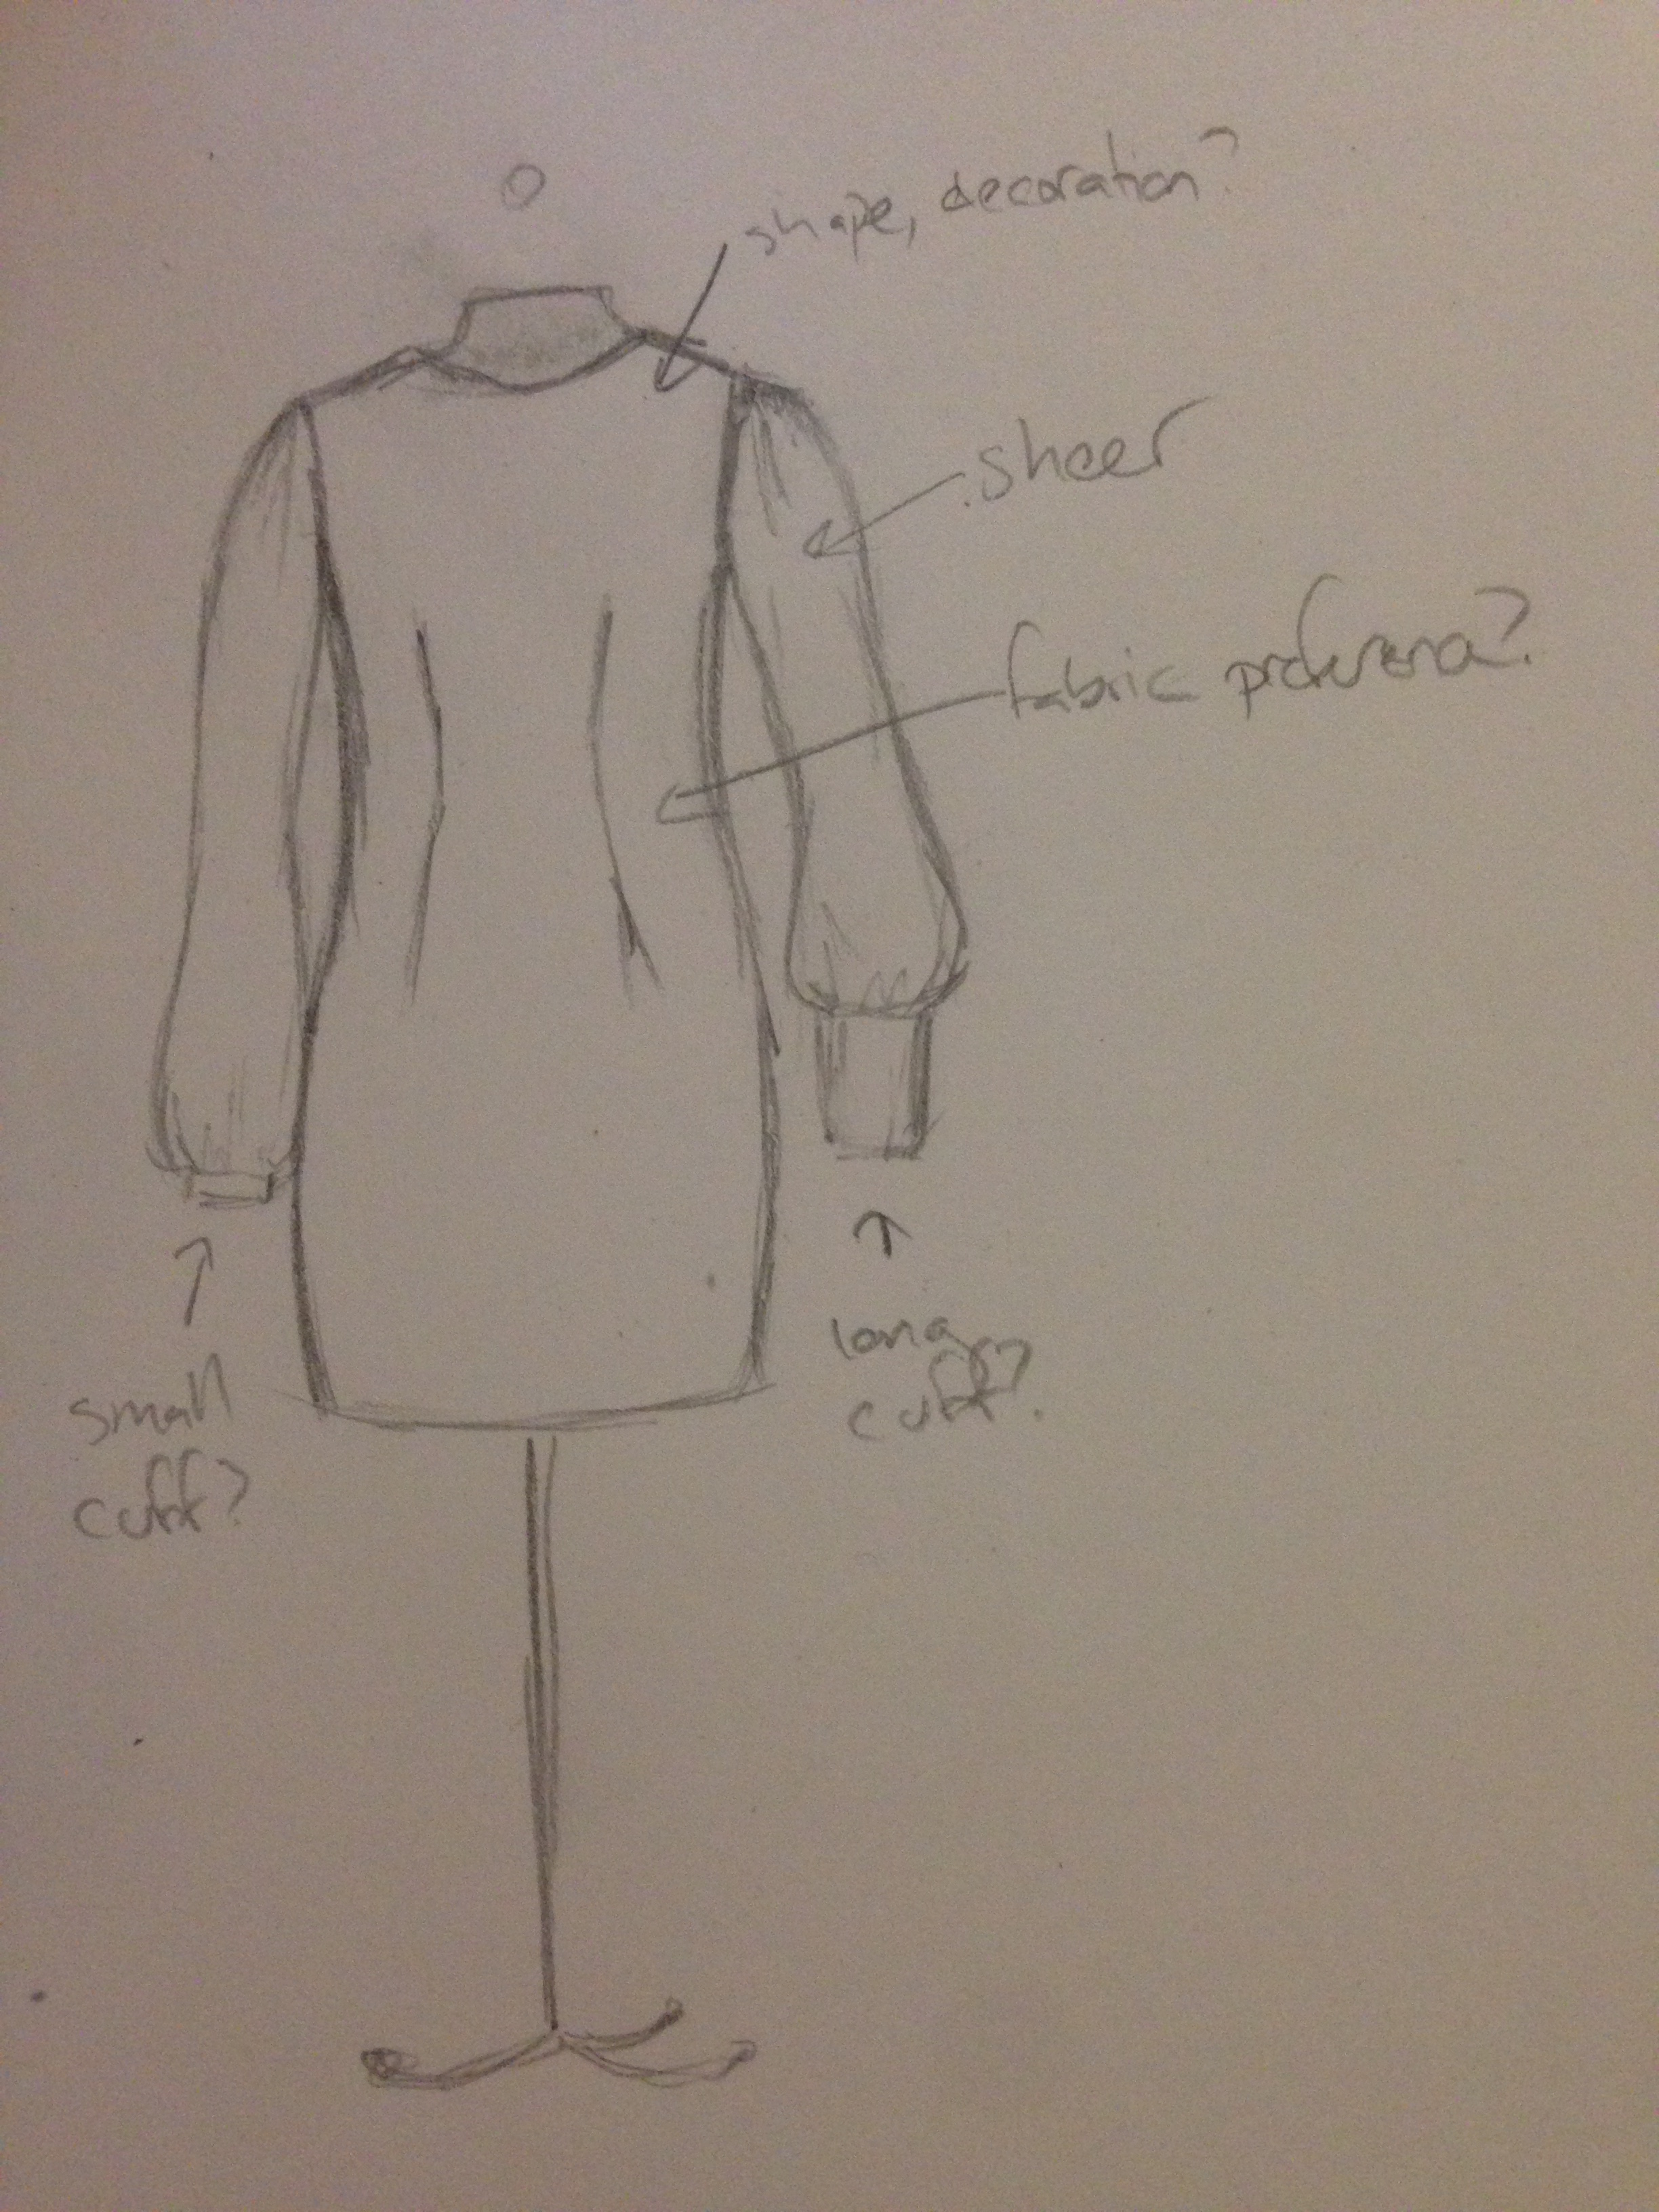 shape, decoration?
sheer
fabric preference?
small
cuff?
long
cuff?